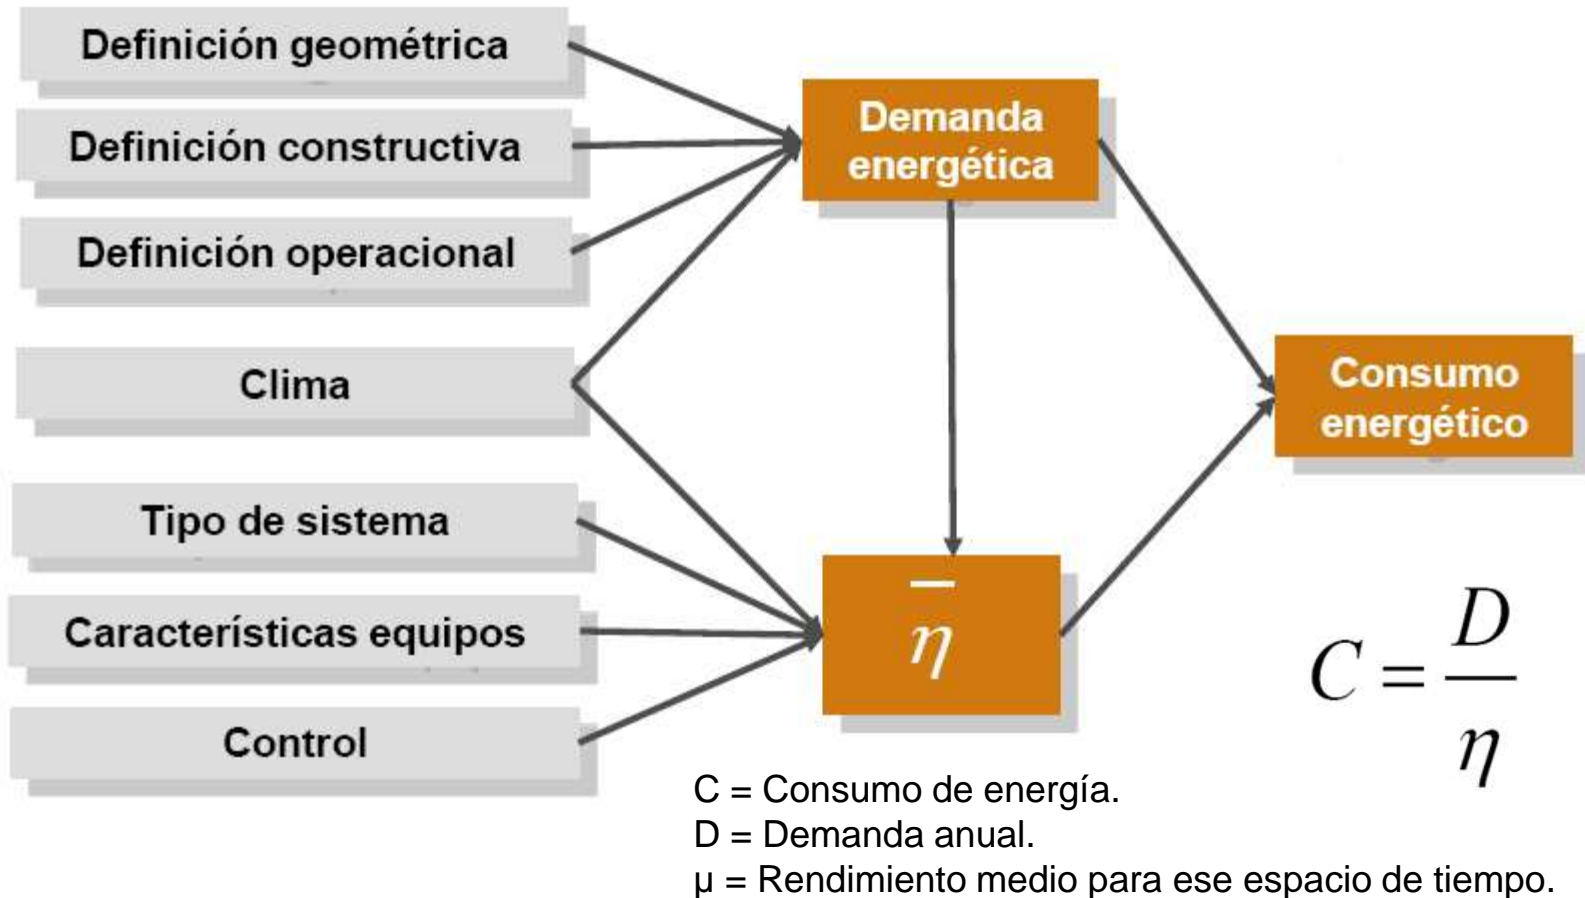 Definición geométrica
Definición constructiva
Definición operacional
Clima
Tipo de sistema
Características equipos
Control
Demanda
energética
η̅
Consumo
energético
C = D / η
C = Consumo de energía.
D = Demanda anual.
μ = Rendimiento medio para ese espacio de tiempo.